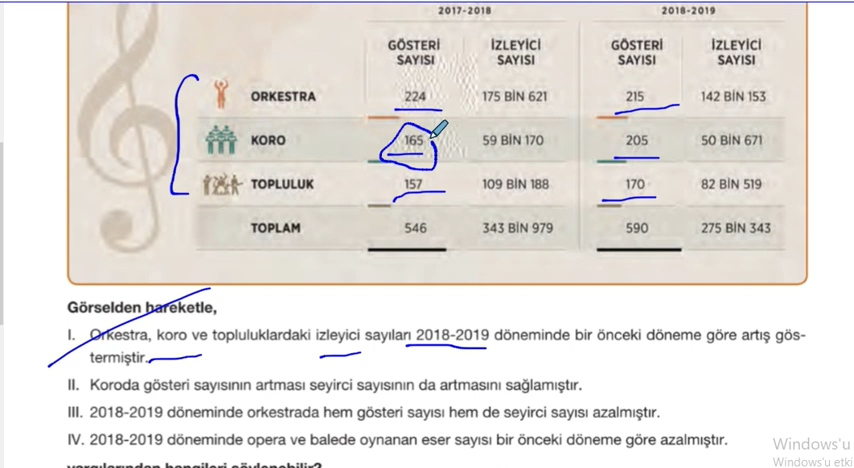 2017-2018 2018-2019
GÖSTERİ SAYISI İZLEYİCİ SAYISI GÖSTERİ SAYISI İZLEYİCİ SAYISI
ORKESTRA 224 175 BİN 621 215 142 BİN 153
KORO 165 59 BİN 170 205 50 BİN 671
TOPLULUK 157 109 BİN 188 170 82 BİN 519
TOPLAM 546 343 BİN 979 590 275 BİN 343
Görselden hareketle,
I. Orkestra, koro ve topluluklardaki izleyici sayıları 2018-2019 döneminde bir önceki döneme göre artış gös-
termiştir.
II. Koroda gösteri sayısının artması seyirci sayısının da artmasını sağlamıştır.
III. 2018-2019 döneminde orkestrada hem gösteri sayısı hem de seyirci sayısı azalmıştır.
IV. 2018-2019 döneminde opera ve balede oynanan eser sayısı bir önceki döneme göre azalmıştır.
yargılarından hangileri söylenebilir?
Windows'u
Windows'u etki